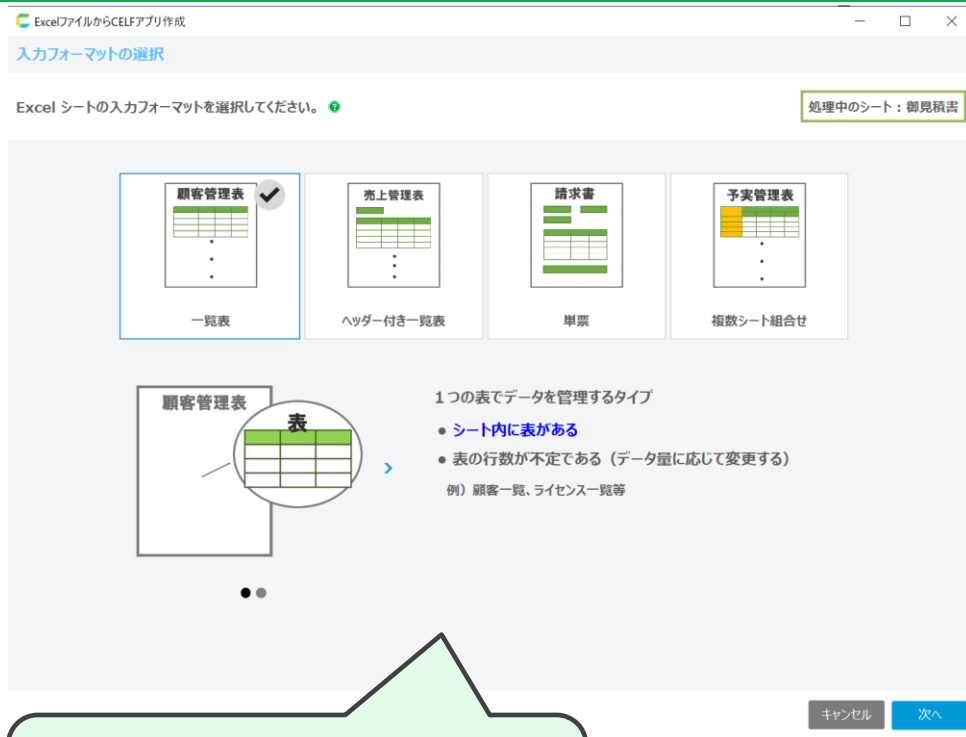 ExcelファイルからCELFアプリ作成
入力フォーマットの選択
Excel シートの入力フォーマットを選択してください。
処理中のシート：御見積書
顧客管理表
売上管理表
請求書
予実管理表
一覧表
ヘッダー付き一覧表
単票
複数シート組合せ
顧客管理表
表
1つの表でデータを管理するタイプ
● シート内に表がある
● 表の行数が不定である（データ量に応じて変更する）
例）顧客一覧、ライセンス一覧等
キャンセル
次へ